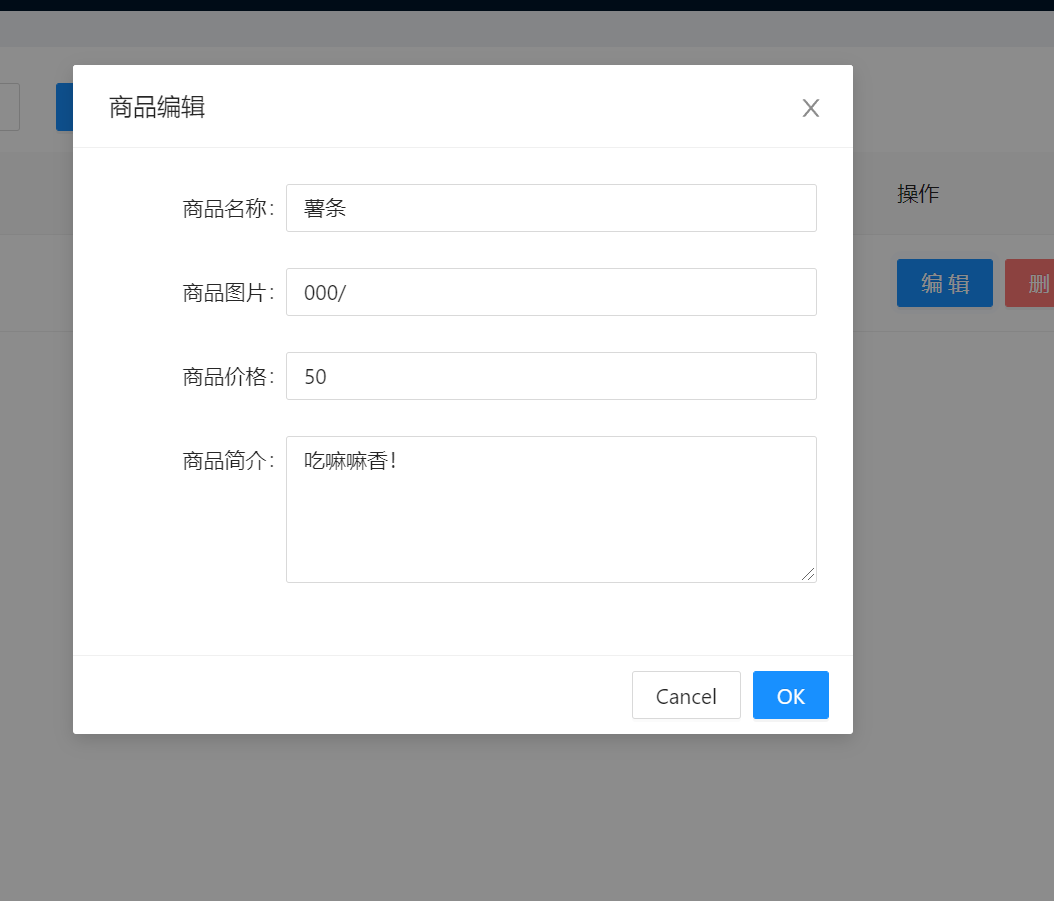 商品编辑
商品名称：
薯条
商品图片：
000/
商品价格：
50
商品简介：
吃嘛嘛香！
操作
编 辑
删
Cancel
OK